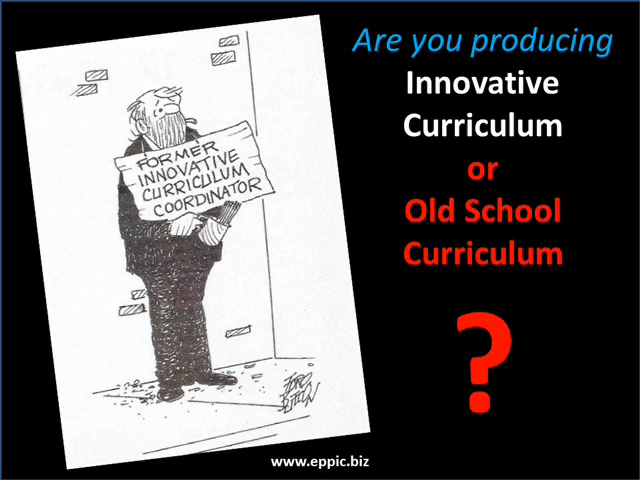 Are you producing
Innovative
Curriculum
or
Old School
Curriculum
?
FORMER
INNOVATIVE
CURRICULUM
COORDINATOR
www.eppic.biz